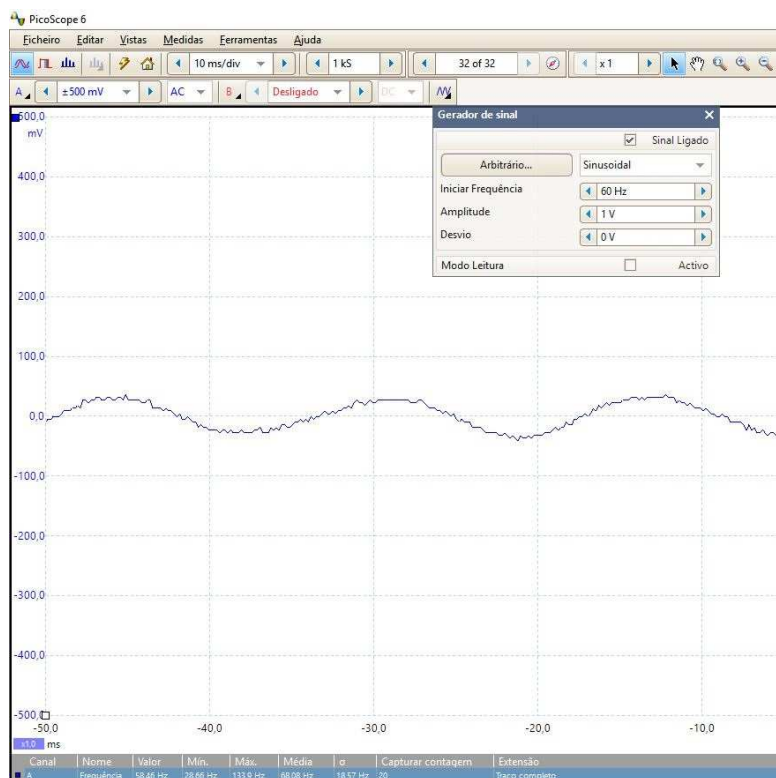 PicoScope 6
Ficheiro Editar Vistas Medidas Ferramentas Ajuda
10 ms/div 1 kS 32 of 32 x 1
A ±500 mV AC B Desligado DC
Gerador de sinal
Sinal Ligado
Arbitrário... Sinusoidal
Iniciar Frequência 60 Hz
Amplitude 1 V
Desvio 0 V
Modo Leitura Activo
500,0
mV
400,0
300,0
200,0
100,0
0,0
-100,0
-200,0
-300,0
-400,0
-500,0
-50,0 -40,0 -30,0 -20,0 -10,0
x1,0 ms
Canal Nome Valor Mín. Máx. Média σ Capturar contagem Extensão
A Frequência 58,46 Hz 28,66 Hz 133,9 Hz 68,08 Hz 18,57 Hz 20 Traço completo